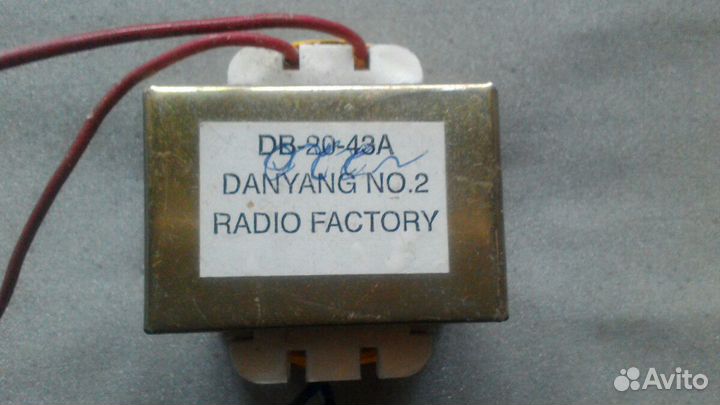 DB-20-43A
DANYANG NO.2
RADIO FACTORY
Avito